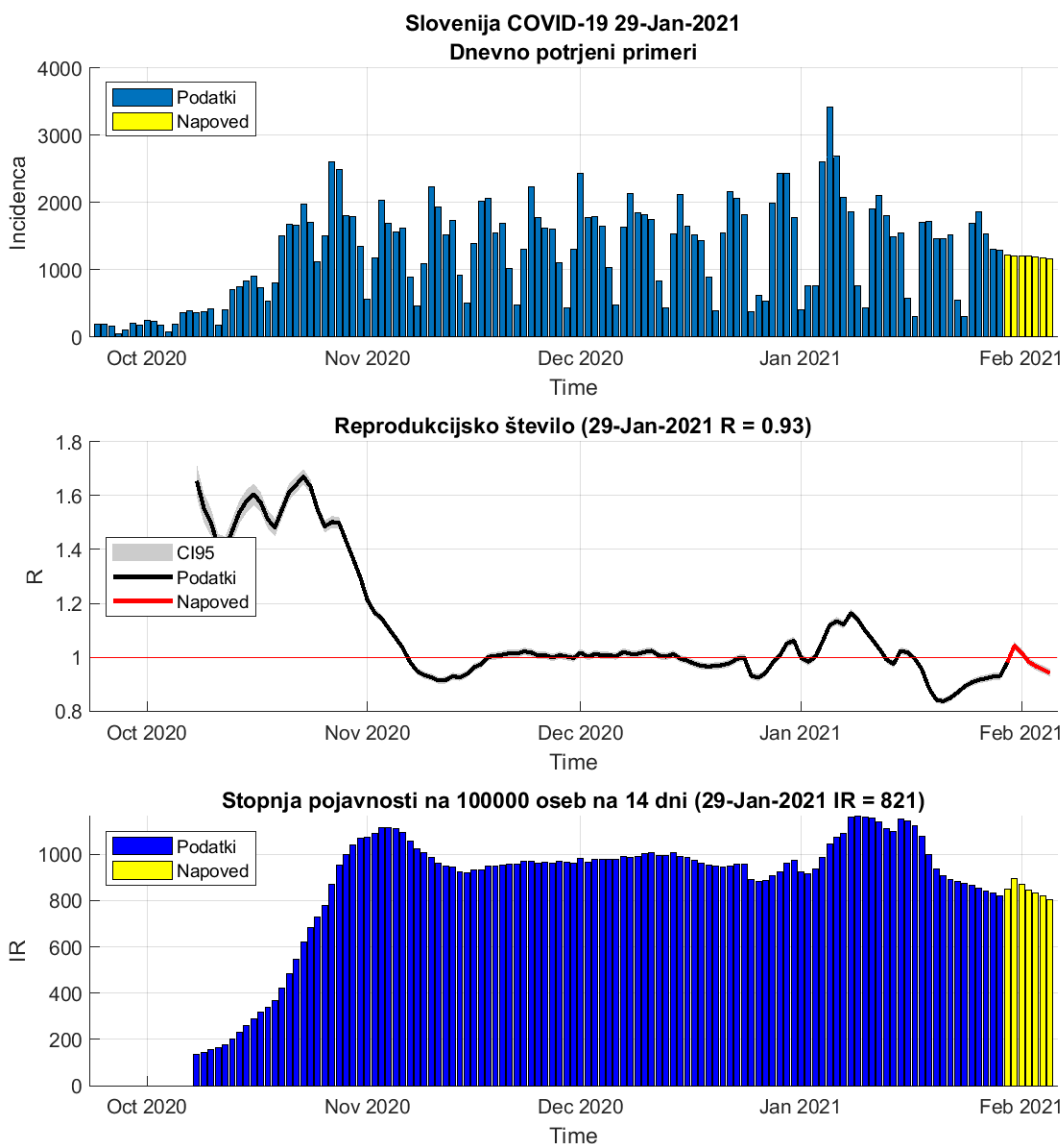 Slovenija COVID-19 29-Jan-2021
Dnevno potrjeni primeri
4000
3000
2000
1000
0
Incidenca
Podatki
Napoved
Oct 2020
Nov 2020
Dec 2020
Jan 2021
Feb 2021
Time
Reprodukcijsko število (29-Jan-2021 R = 0.93)
1.8
1.6
1.4
1.2
1
0.8
R
CI95
Podatki
Napoved
Oct 2020
Nov 2020
Dec 2020
Jan 2021
Feb 2021
Time
Stopnja pojavnosti na 100000 oseb na 14 dni (29-Jan-2021 IR = 821)
1000
800
600
400
200
0
IR
Podatki
Napoved
Oct 2020
Nov 2020
Dec 2020
Jan 2021
Feb 2021
Time